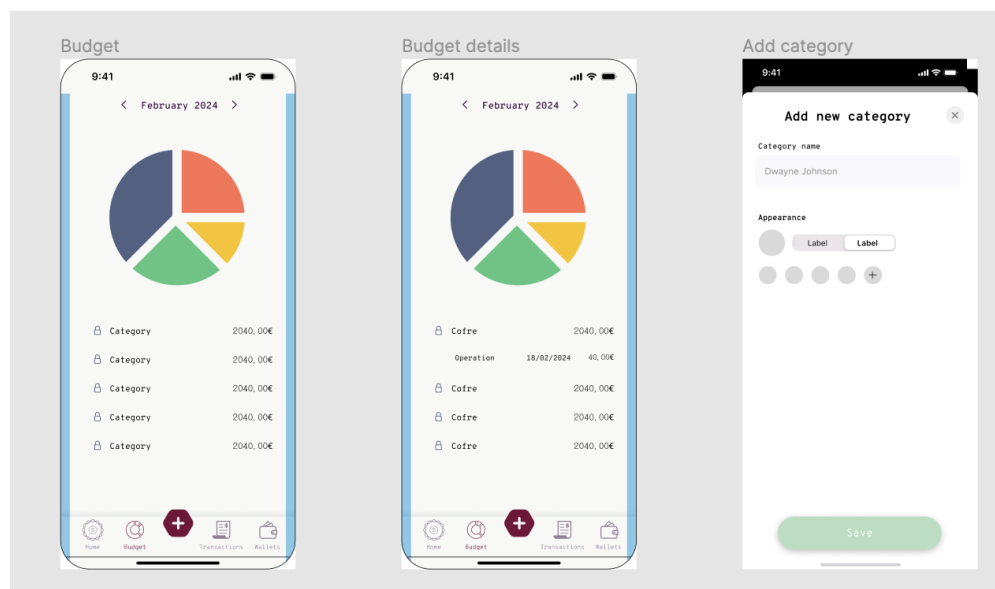 Budget
9:41
< February 2024 >
Category 2040,00€
Category 2040,00€
Category 2040,00€
Category 2040,00€
Category 2040,00€
Home Budget + Transactions Wallets
Budget details
9:41
< February 2024 >
Cofre 2040,00€
Operation 18/02/2024 40,00€
Cofre 2040,00€
Cofre 2040,00€
Cofre 2040,00€
Home Budget + Transactions Wallets
Add category
9:41
Add new category ×
Category name
Dwayne Johnson
Appearance
Label Label
+
Save